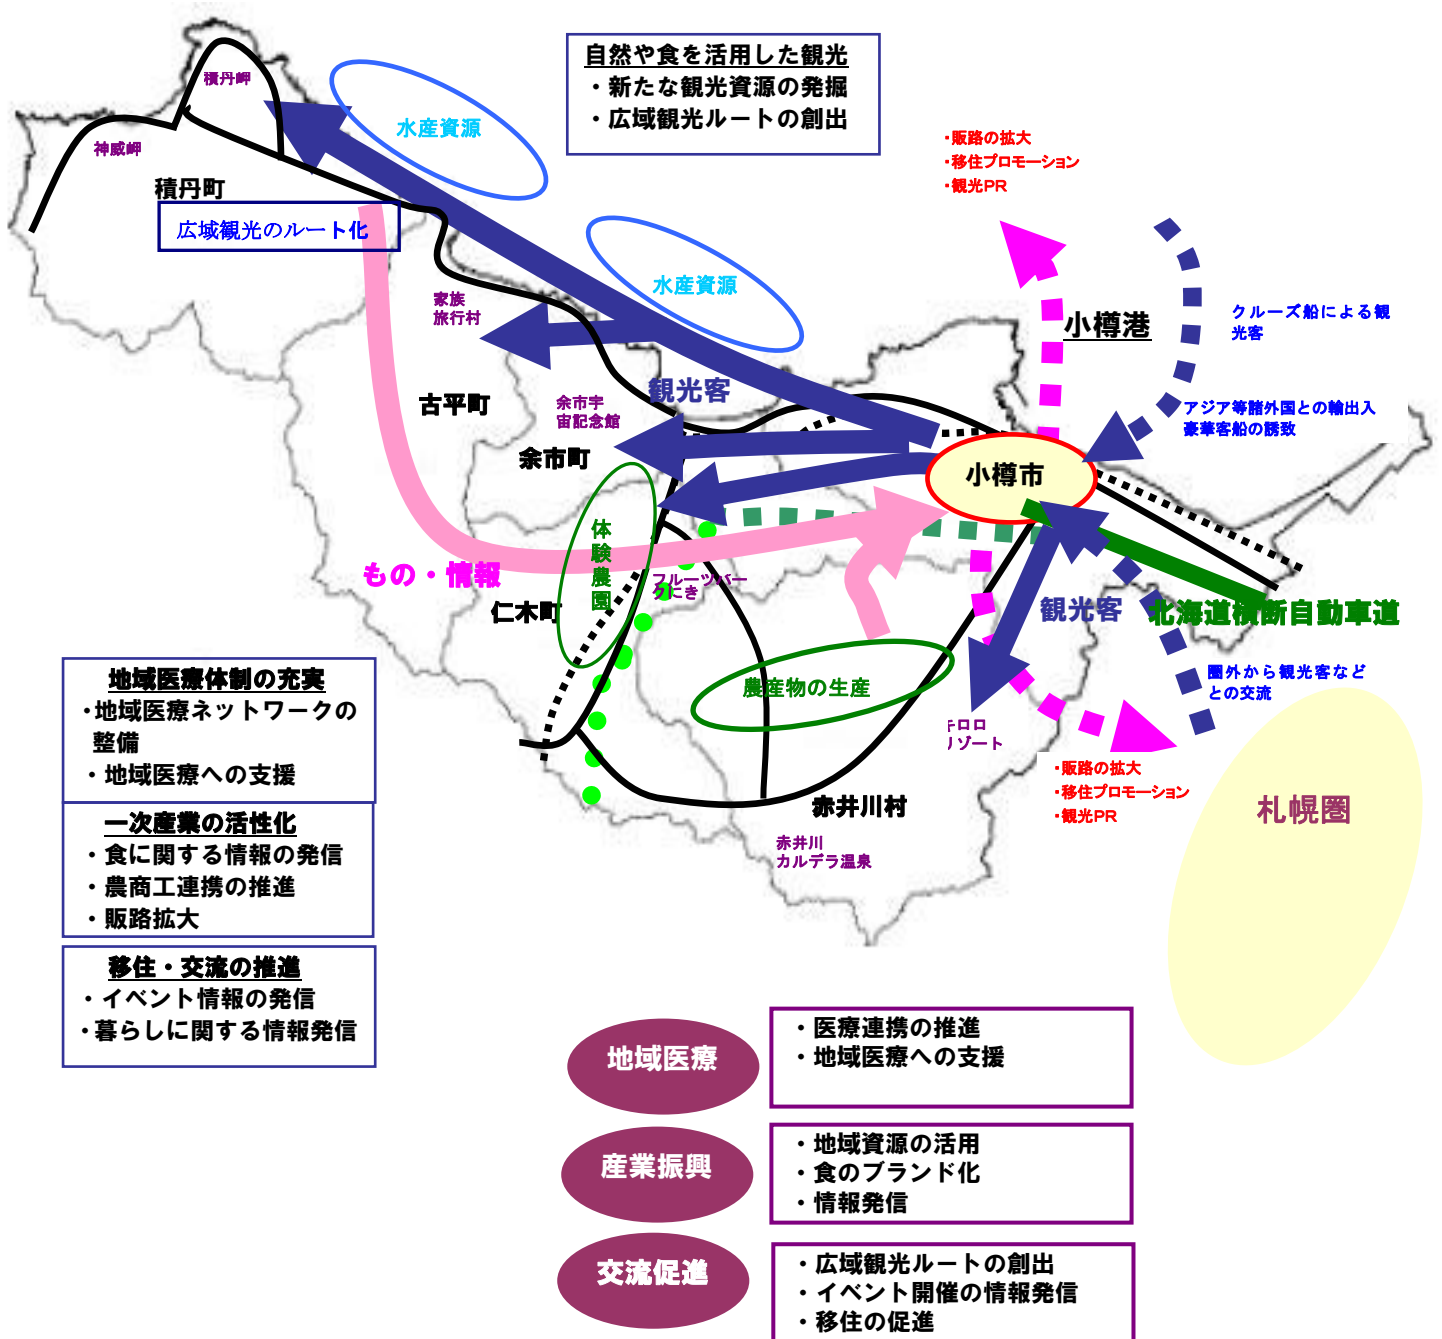 自然や食を活用した観光
・新たな観光資源の発掘
・広域観光ルートの創出
積丹岬
水産資源
神威岬
積丹町
広域観光のルート化
・販路の拡大
・移住プロモーション
・観光PR
水産資源
家族
旅行村
小樽港
クルーズ船による観
光客
観光客
古平町
余市宇
宙記念館
アジア等諸外国との輸出入
豪華客船の誘致
余市町
小樽市
体験農園
もの・情報
フルーツパー
クにき
仁木町
観光客
北海道横断自動車道
圏外から観光客など
との交流
農産物の生産
キロロ
リゾート
地域医療体制の充実
・地域医療ネットワークの
整備
・地域医療への支援
・販路の拡大
・移住プロモーション
・観光PR
札幌圏
赤井川村
赤井川
カルデラ温泉
一次産業の活性化
・食に関する情報の発信
・農商工連携の推進
・販路拡大
移住・交流の推進
・イベント情報の発信
・暮らしに関する情報発信
地域医療
・医療連携の推進
・地域医療への支援
産業振興
・地域資源の活用
・食のブランド化
・情報発信
交流促進
・広域観光ルートの創出
・イベント開催の情報発信
・移住の促進